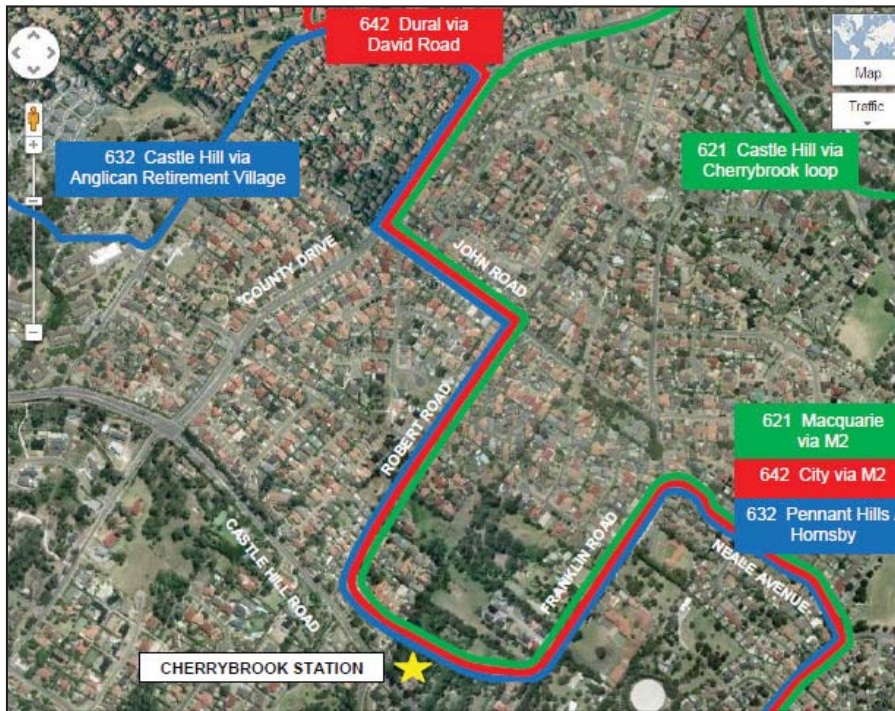 642 Dural via
David Road
Map
Traffic
632 Castle Hill via
Anglican Retirement Village
621 Castle Hill via
Cherrybrook loop
COUNTY DRIVE
JOHN ROAD
ROBERT ROAD
621 Macquarie
via M2
642 City via M2
632 Pennant Hills /
Hornsby
CASTLE HILL ROAD
FRANKLIN ROAD
NEALE AVENUE
CHERRYBROOK STATION